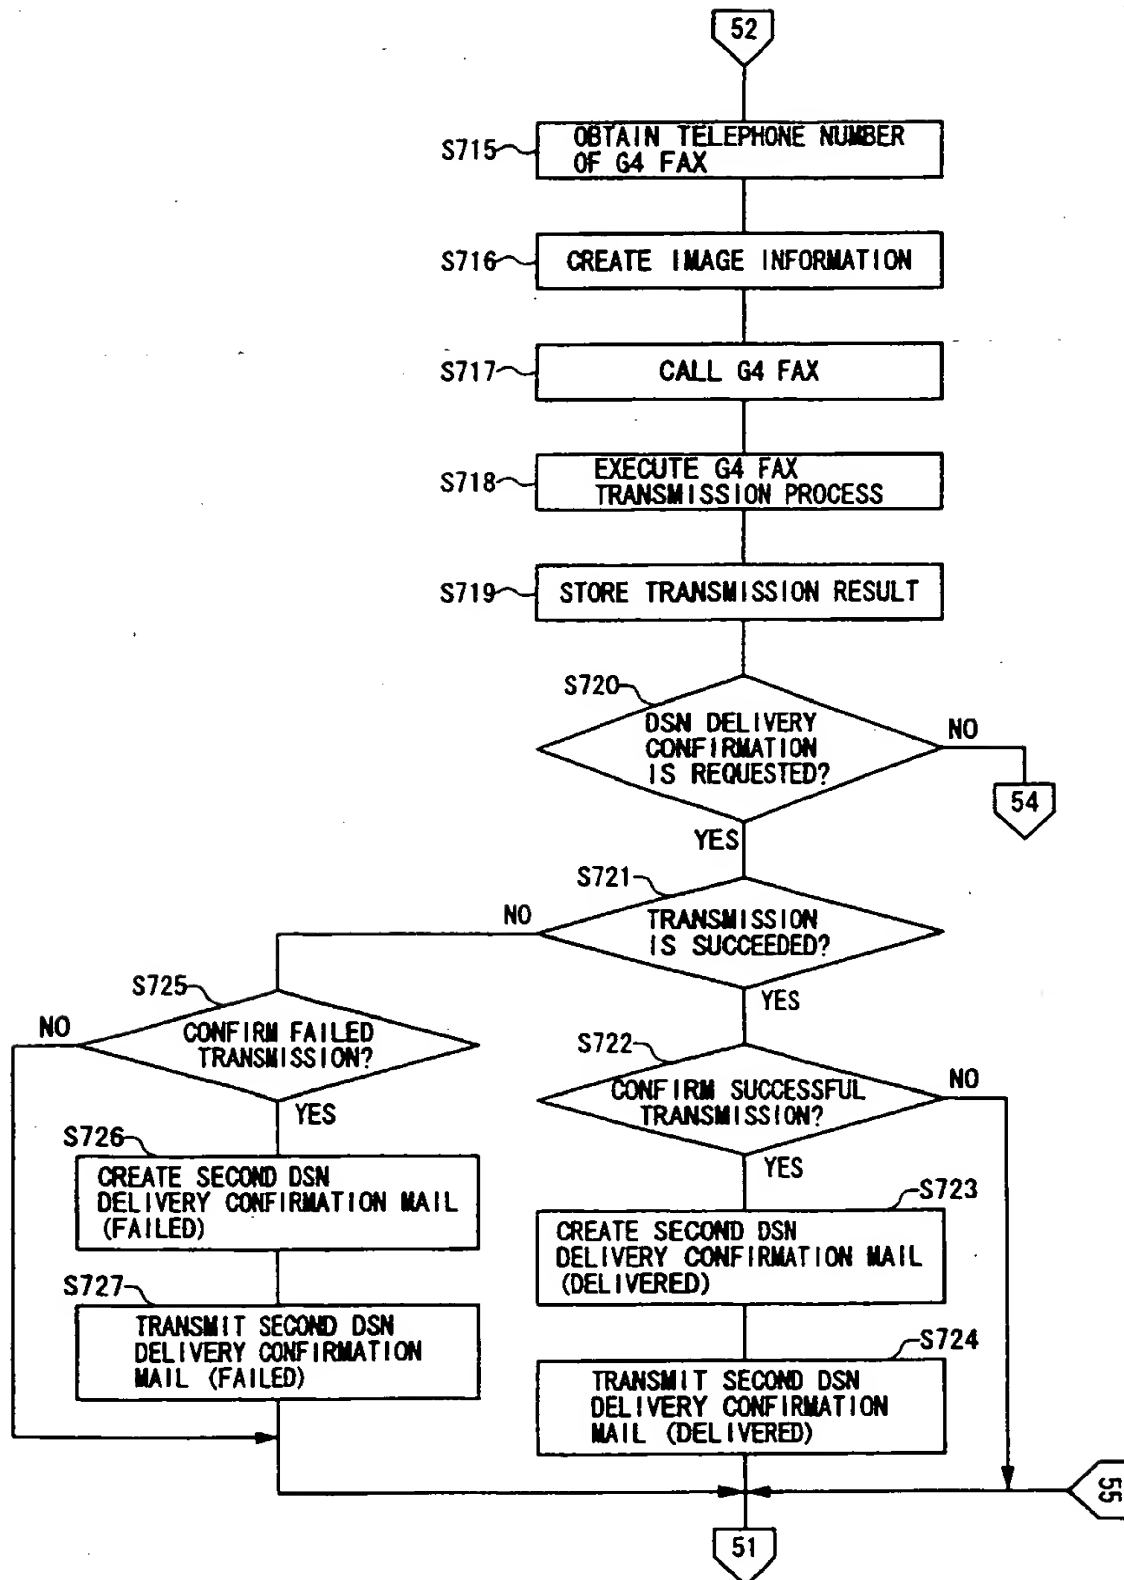 52
S715
OBTAIN TELEPHONE NUMBER
OF G4 FAX
S716
CREATE IMAGE INFORMATION
S717
CALL G4 FAX
S718
EXECUTE G4 FAX
TRANSMISSION PROCESS
S719
STORE TRANSMISSION RESULT
S720
DSN DELIVERY
CONFIRMATION
IS REQUESTED?
NO
54
YES
S721
TRANSMISSION
IS SUCCEEDED?
NO
YES
S725
CONFIRM FAILED
TRANSMISSION?
NO
YES
S722
CONFIRM SUCCESSFUL
TRANSMISSION?
NO
YES
S726
CREATE SECOND DSN
DELIVERY CONFIRMATION MAIL
(FAILED)
S723
CREATE SECOND DSN
DELIVERY CONFIRMATION MAIL
(DELIVERED)
S727
TRANSMIT SECOND DSN
DELIVERY CONFIRMATION
MAIL (FAILED)
S724
TRANSMIT SECOND DSN
DELIVERY CONFIRMATION
MAIL (DELIVERED)
55
51